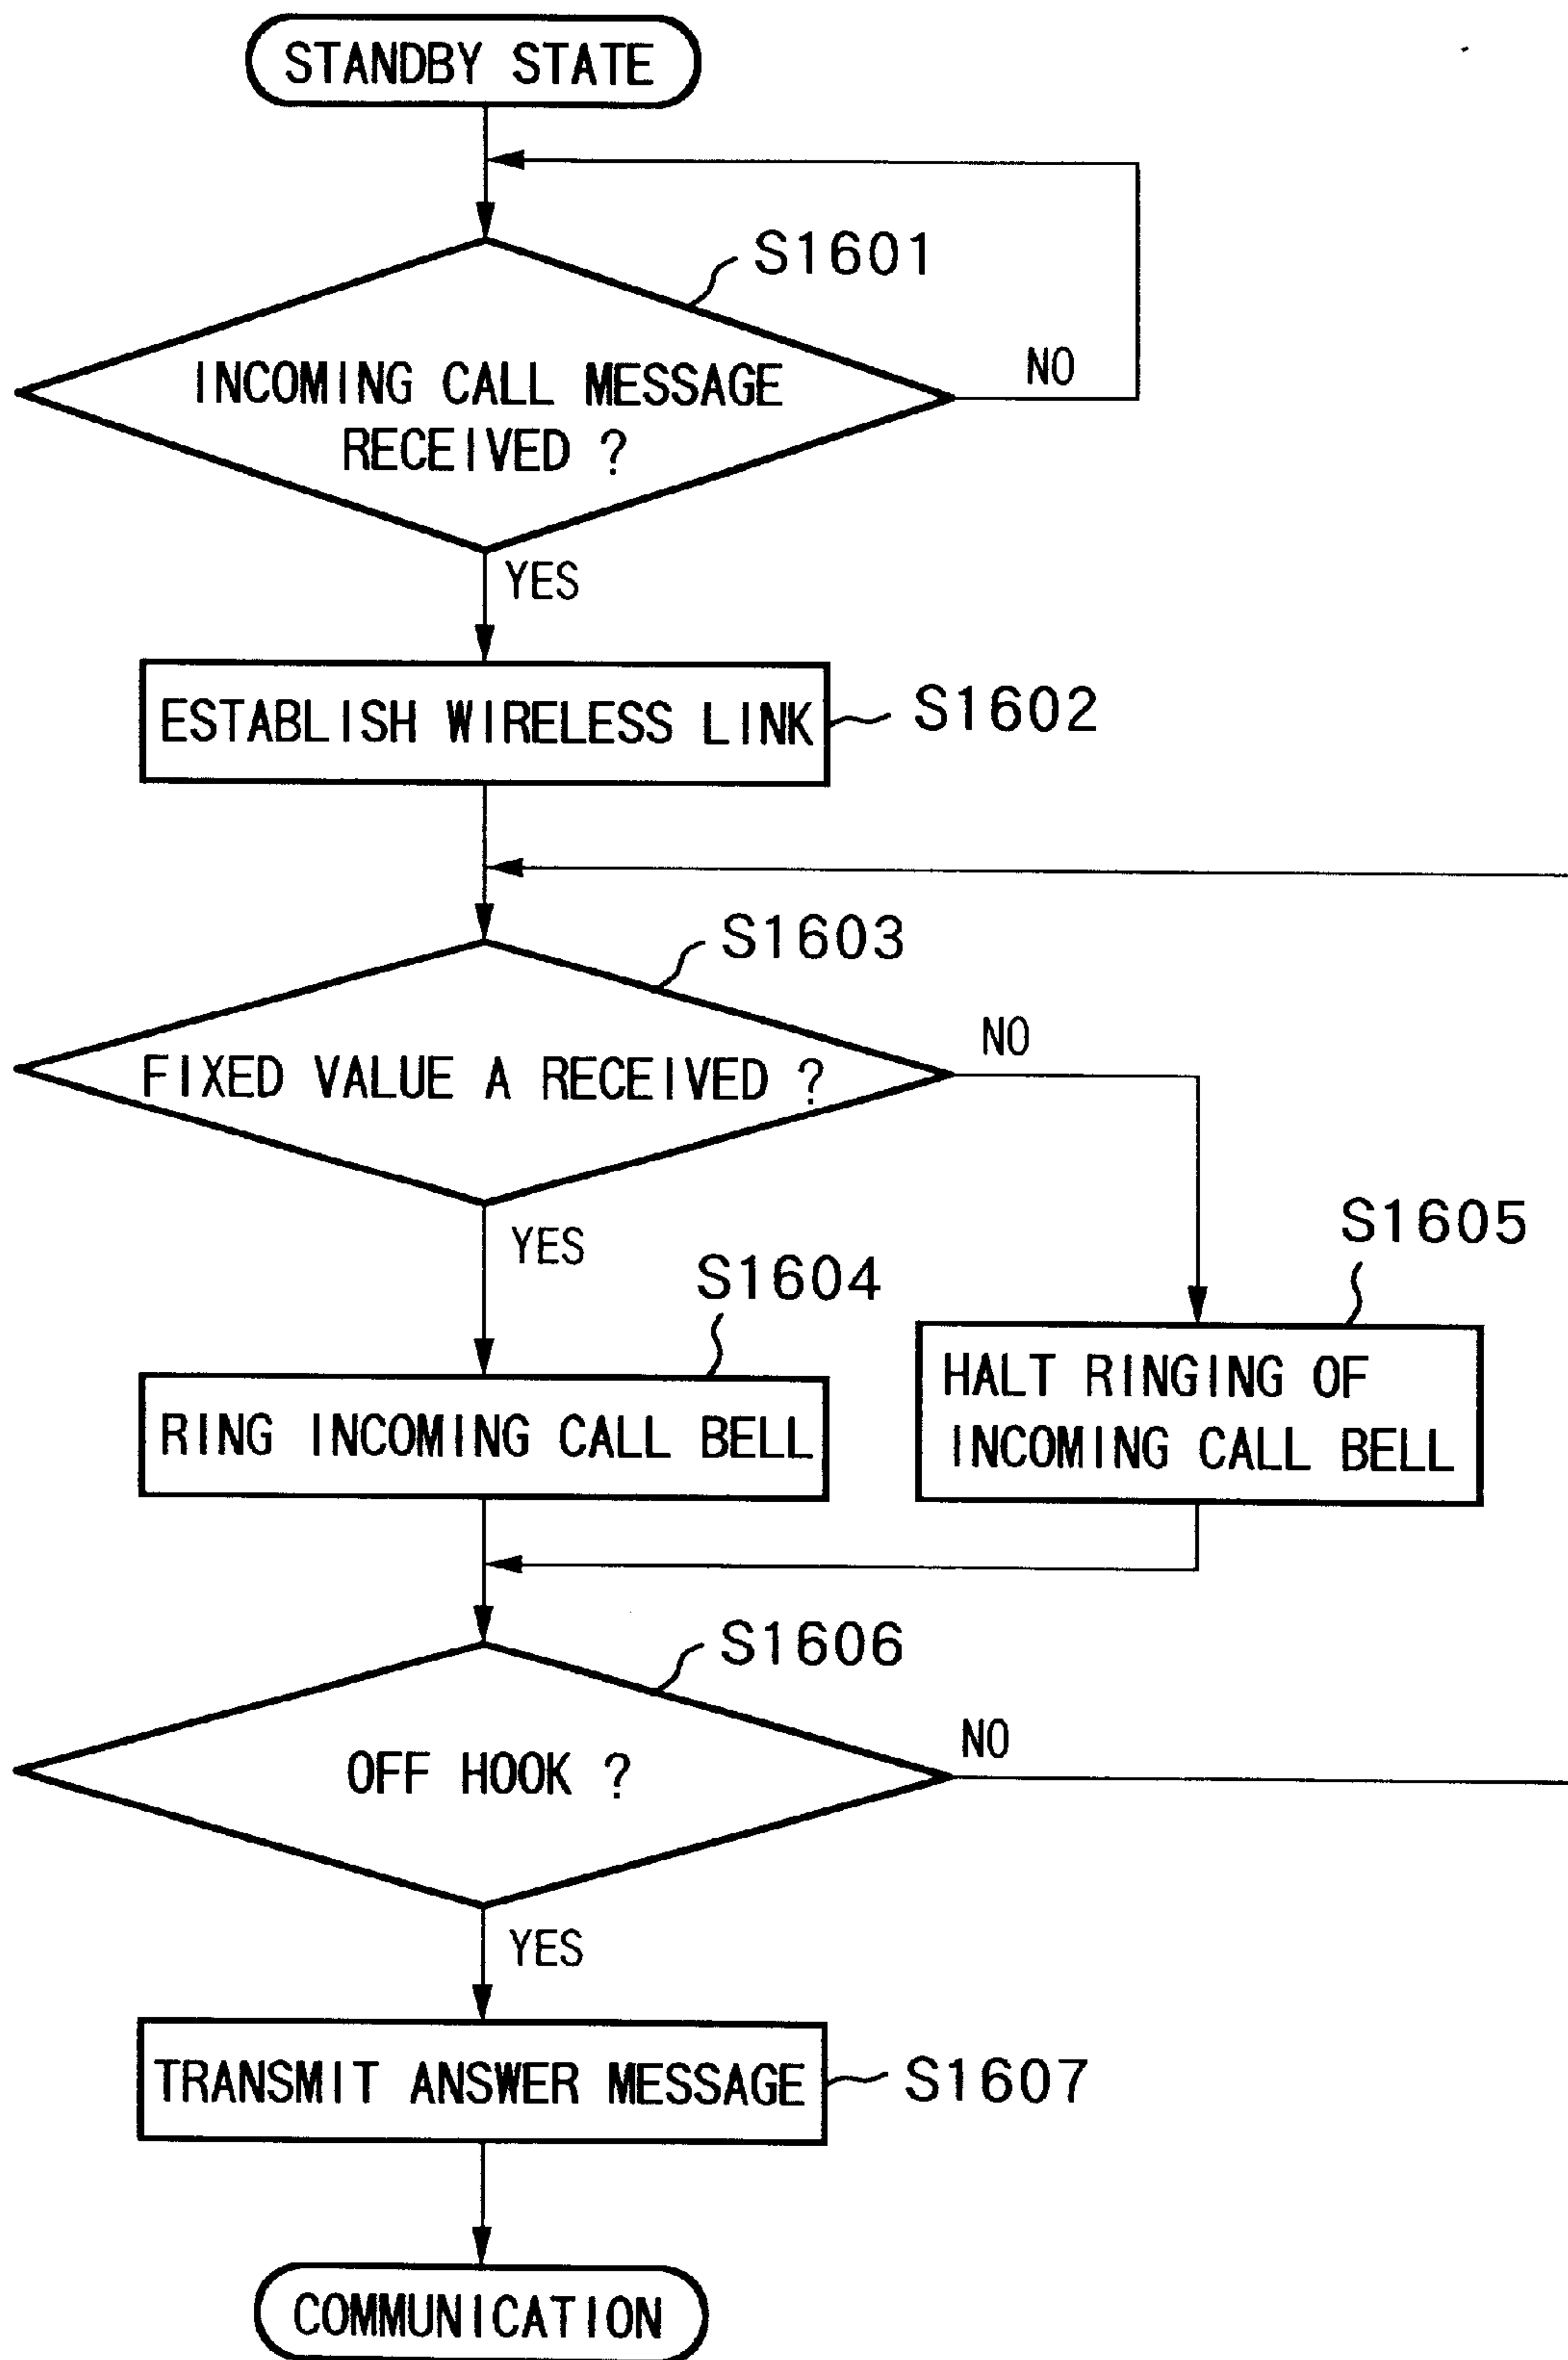 STANDBY STATE
S1601
INCOMING CALL MESSAGE
RECEIVED ?
NO
YES
ESTABLISH WIRELESS LINK
S1602
S1603
FIXED VALUE A RECEIVED ?
NO
YES
S1604
S1605
RING INCOMING CALL BELL
HALT RINGING OF
INCOMING CALL BELL
S1606
OFF HOOK ?
NO
YES
TRANSMIT ANSWER MESSAGE
S1607
COMMUNICATION